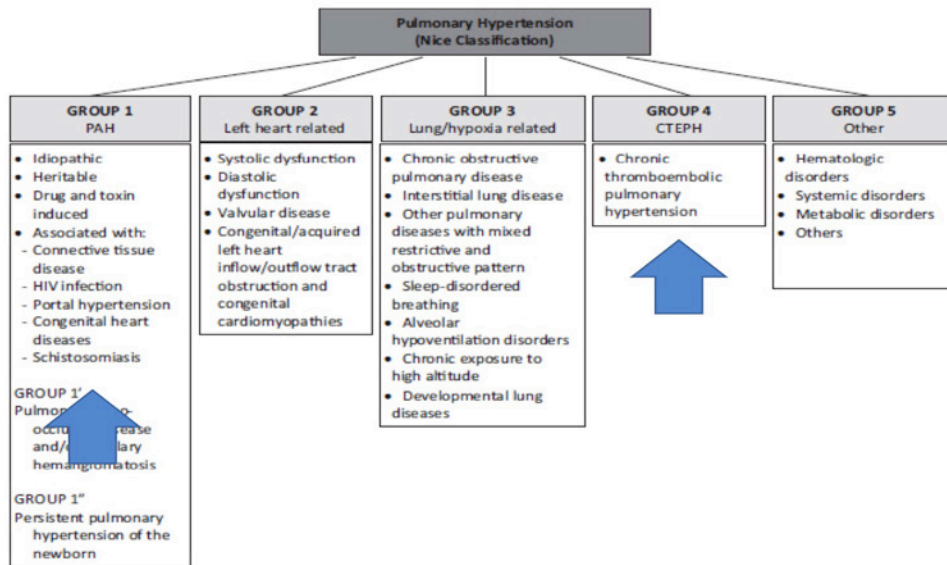 Pulmonary Hypertension
(Nice Classification)
GROUP 1
PAH
• Idiopathic
• Heritable
• Drug and toxin
induced
• Associated with:
- Connective tissue
disease
- HIV infection
- Portal hypertension
- Congenital heart
diseases
- Schistosomiasis
GROUP 1'
and/
GROUP 1"
Persistent pulmonary
hypertension of the
newborn
GROUP 2
Left heart related
• Systolic dysfunction
• Diastolic
dysfunction
• Valvular disease
• Congenital/acquired
left heart
inflow/outflow tract
obstruction and
congenital
cardiomyopathies
GROUP 3
Lung/hypoxia related
• Chronic obstructive
pulmonary disease
• Interstitial lung disease
• Other pulmonary
diseases with mixed
restrictive and
obstructive pattern
• Sleep-disordered
breathing
• Alveolar
hypoventilation disorders
• Chronic exposure to
high altitude
• Developmental lung
diseases
GROUP 4
CTEPH
• Chronic
thromboembolic
pulmonary
hypertension
GROUP 5
Other
• Hematologic
disorders
• Systemic disorders
• Metabolic disorders
• Others